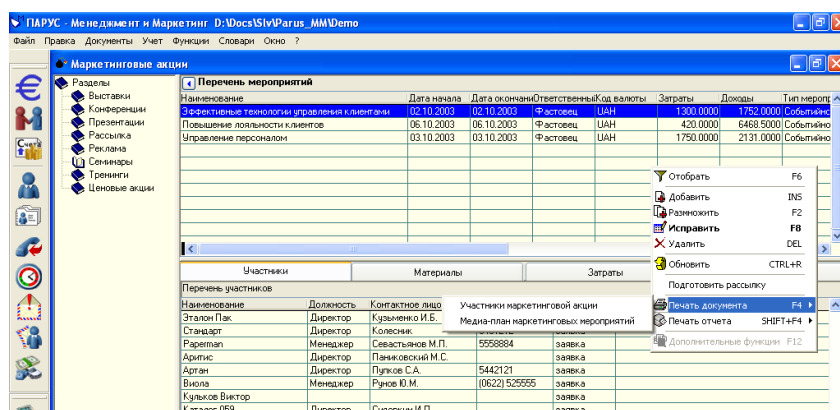 ПАРУС - Менеджмент и Маркетинг D:\Docs\Slv\Parus_MM\Demo
Файл Правка Документы Учет Функции Словари Окно ?
Маркетинговые акции
Разделы
Выставки
Конференции
Презентации
Рассылка
Реклама
Семинары
Тренинги
Ценовые акции
Счета
Перечень мероприятий
Наименование Дата начала Дата окончани Ответственны Код валюты Затраты Доходы Тип меропр
Эффективные технологии управления клиентами 02.10.2003 02.10.2003 Фастовец UAH 1300.0000 1752.0000 Событийно
Повышение лояльности клиентов 06.10.2003 06.10.2003 Фастовец UAH 420.0000 6468.5000 Событийно
Управление персоналом 03.10.2003 03.10.2003 Фастовец UAH 1750.0000 2131.0000 Событийно
Отобрать F6
Добавить INS
Размножить F2
Исправить F8
Удалить DEL
Обновить CTRL+R
Подготовить рассылку
Печать документа F4
Печать отчета SHIFT+F4
Дополнительные функции F12
Участники маркетинговой акции
Медиа-план маркетинговых мероприятий
Участники Материалы Затраты
Перечень участников
Наименование Должность Контактное лицо
Эталон Пак Директор Кузьменко И.Б.
Стандарт Директор Колесник
Paperman Менеджер Севастьянов М.П. 5558884 заявка
Аритис Директор Паниковский М.С. заявка
Артан Директор Пупков С.А. 5442121 заявка
Виола Менеджер Рунов Ю.М. (0622) 525555 заявка
Кульков Виктор заявка